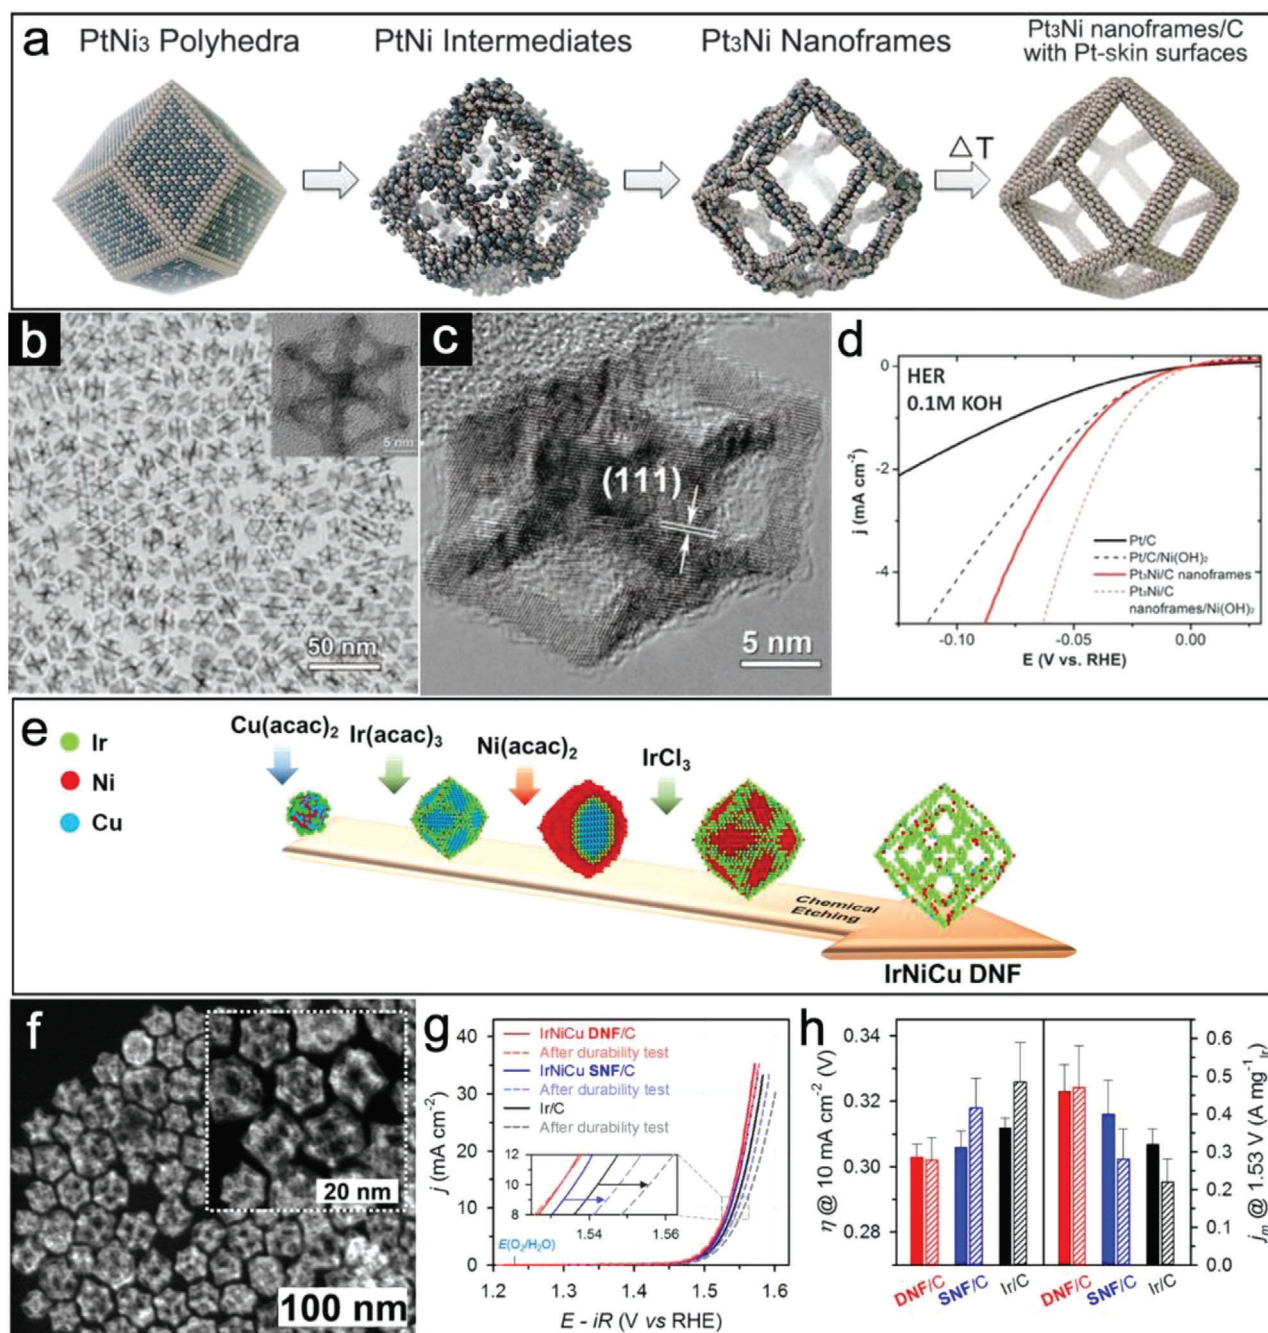 a
PtNi₃ Polyhedra
PtNi Intermediates
Pt₃Ni Nanoframes
Pt₃Ni nanoframes/C
with Pt-skin surfaces
△T
b
5 nm
50 nm
c
(111)
5 nm
d
HER
0.1M KOH
0
-2
-4
j (mA cm⁻²)
Pt/C
Pt/C/Ni(OH)₂
Pt₃Ni/C nanoframes
Pt₃Ni/C
nanoframes/Ni(OH)₂
-0.10
-0.05
0.00
E (V vs. RHE)
e
Ir
Ni
Cu
Cu(acac)₂
Ir(acac)₃
Ni(acac)₂
IrCl₃
Chemical
Etching
IrNiCu DNF
f
20 nm
100 nm
g
40
30
20
10
0
j (mA cm⁻²)
IrNiCu DNF/C
After durability test
IrNiCu SNF/C
After durability test
Ir/C
After durability test
12
10
8
1.54
1.56
E(O₂/H₂O)
1.2
1.3
1.4
1.5
1.6
E - iR (V vs RHE)
h
0.34
0.32
0.30
0.28
η @ 10 mA cm⁻² (V)
0.6
0.5
0.4
0.3
0.2
0.1
0.0
jm @ 1.53 V (A mg⁻¹Ir)
DNF/C
SNF/C
Ir/C
DNF/C
SNF/C
Ir/C